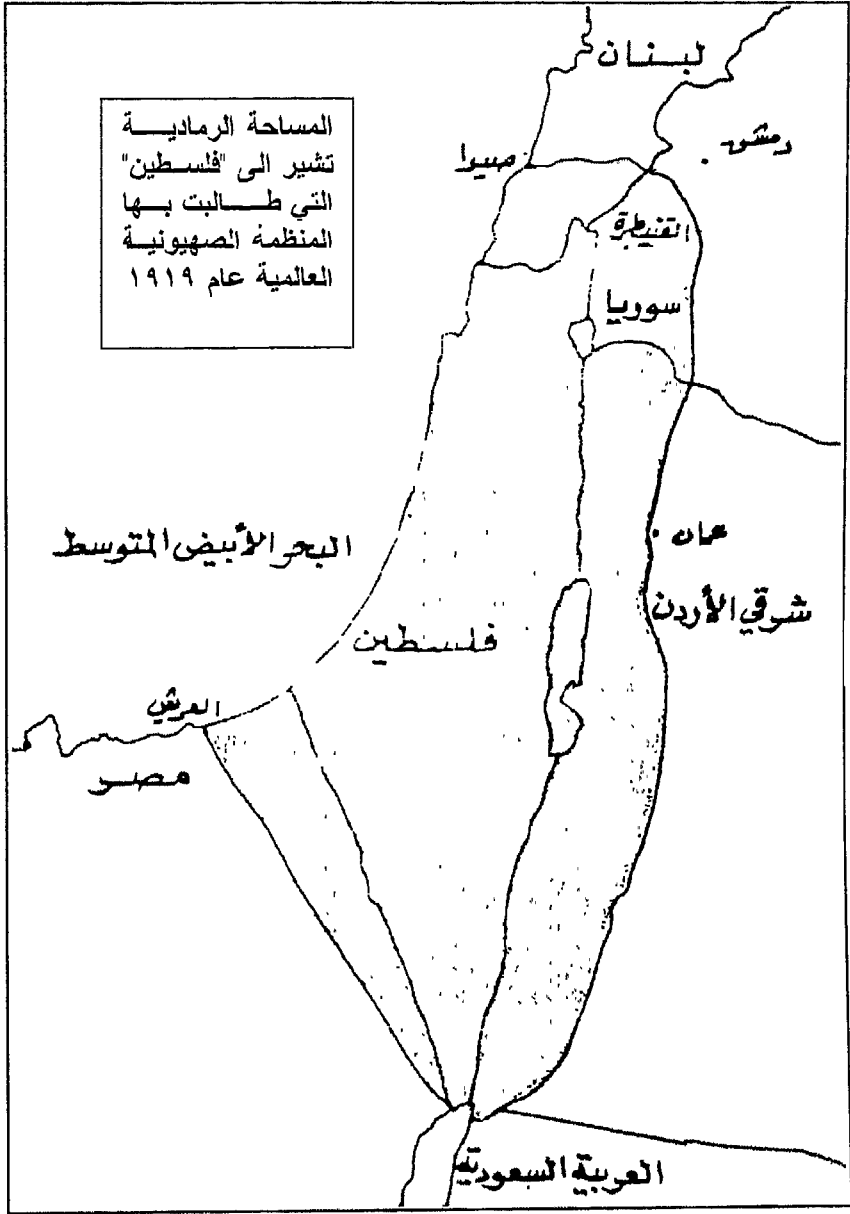 لبنان
المساحة الرمادية
تشير الى "فلسطين"
التي طالبت بها
المنظمة الصهيونية
العالمية عام ١٩١٩
دمشق
صيدا
القنيطرة
سوريا
عمان
البحر الأبيض المتوسط
شرقي الأردن
فلسطين
العريش
مصر
العربية السعودية